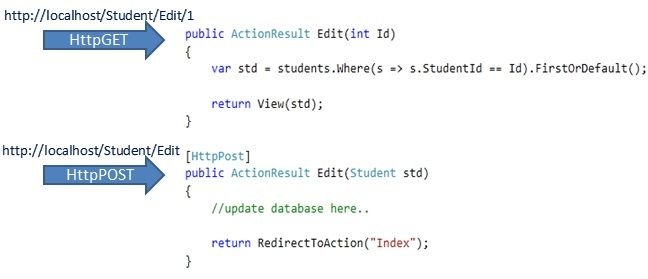 http://localhost/Student/Edit/1
HttpGET
public ActionResult Edit(int Id)
{
var std = students.Where(s => s.StudentId == Id).FirstOrDefault();
return View(std);
}
http://localhost/Student/Edit
[HttpPost]
HttpPOST
public ActionResult Edit(Student std)
{
//update database here..
return RedirectToAction("Index");
}